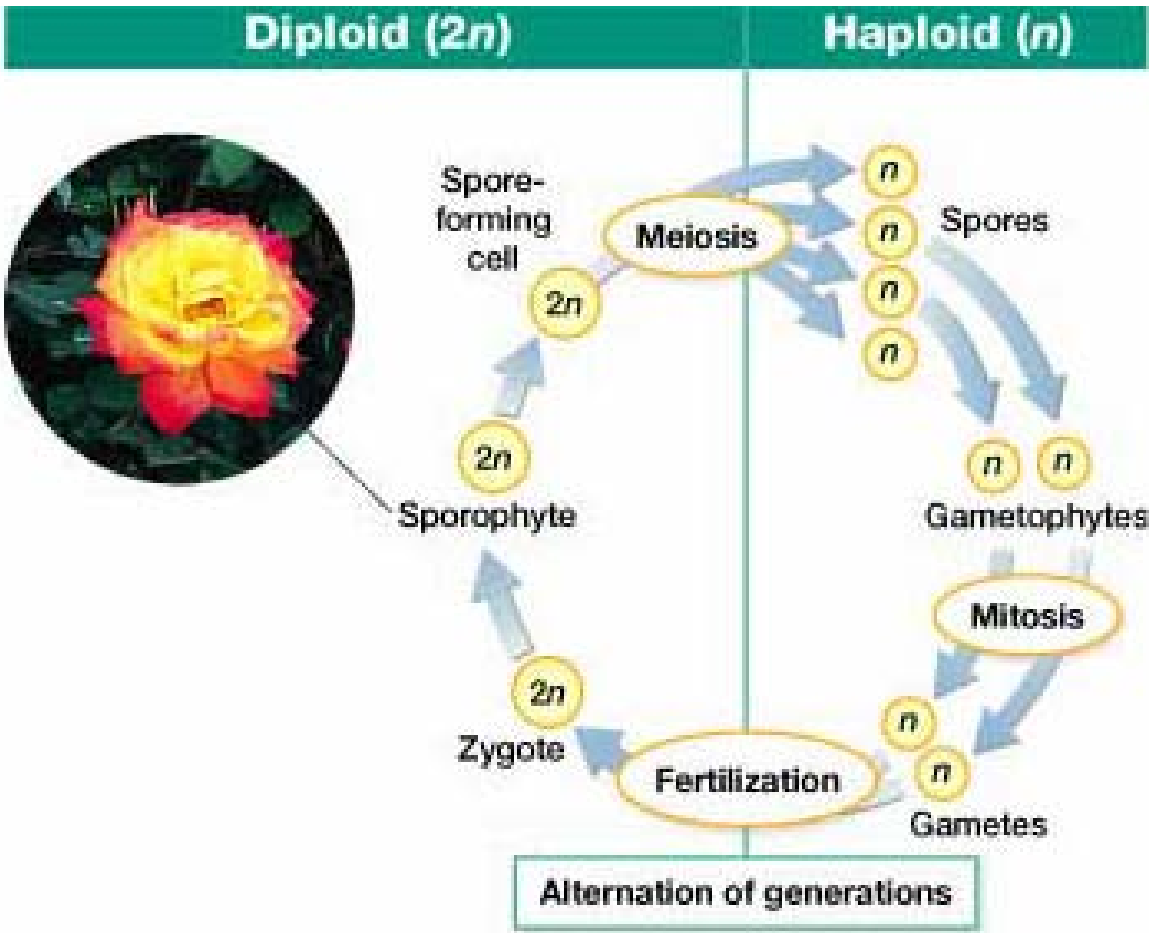 Diploid (2n)
Haploid (n)
Spore-
forming
cell
2n
Meiosis
n
n
n
n
Spores
2n
Sporophyte
n
n
Gametophytes
Mitosis
2n
Zygote
Fertilization
n
n
Gametes
Alternation of generations